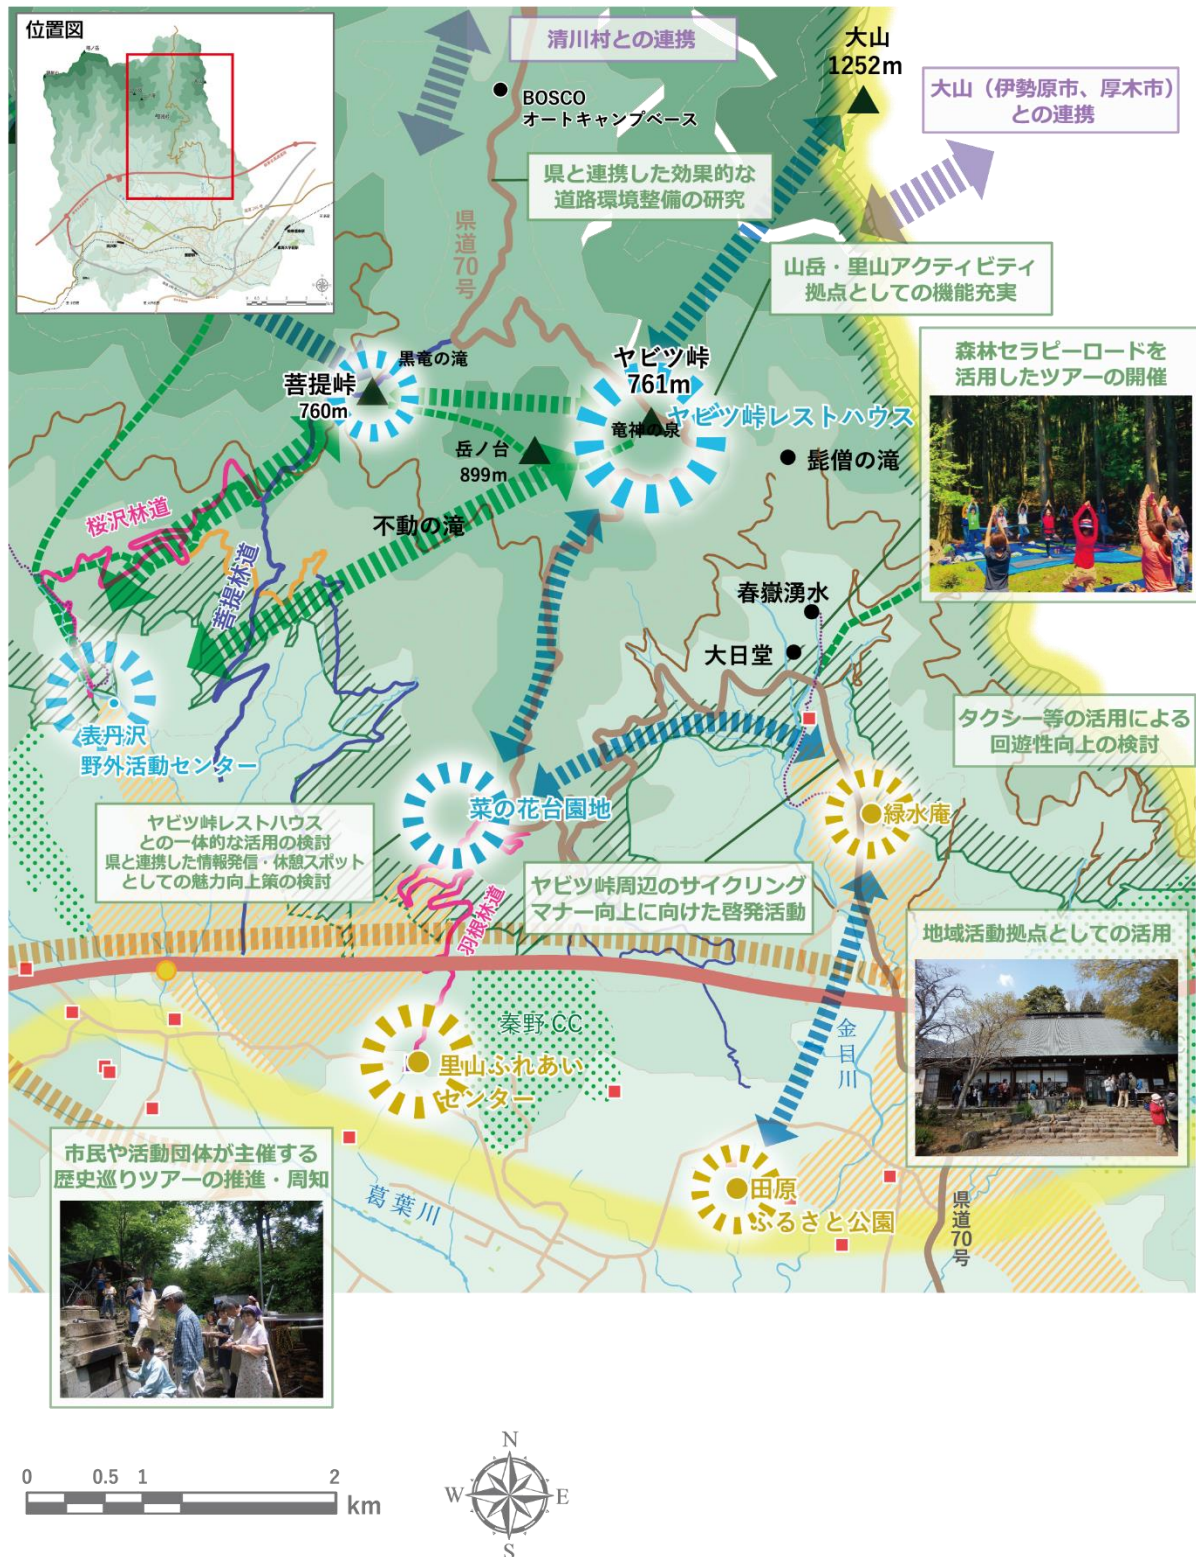 位置図
清川村との連携
大山
1252m
大山（伊勢原市、厚木市）
との連携
BOSCO
オートキャンプベース
県と連携した効果的な
道路環境整備の研究
県道70号
山岳・里山アクティビティ
拠点としての機能充実
森林セラピーロードを
活用したツアーの開催
黒竜の滝
菩提峠
760m
ヤビツ峠
761m
ヤビツ峠レストハウス
竜神の泉
岳ノ台
899m
髭僧の滝
桜沢林道
不動の滝
菩提林道
春嶽湧水
大日堂
表丹沢
野外活動センター
タクシー等の活用による
回遊性向上の検討
菜の花台園地
緑水庵
ヤビツ峠レストハウス
との一体的な活用の検討
県と連携した情報発信・休憩スポット
としての魅力向上策の検討
ヤビツ峠周辺のサイクリング
マナー向上に向けた啓発活動
羽根林道
地域活動拠点としての活用
秦野CC
金目川
里山ふれあい
センター
市民や活動団体が主催する
歴史巡りツアーの推進・周知
葛葉川
田原
ふるさと公園
県道70号
0 0.5 1 2
km
N
W E
S